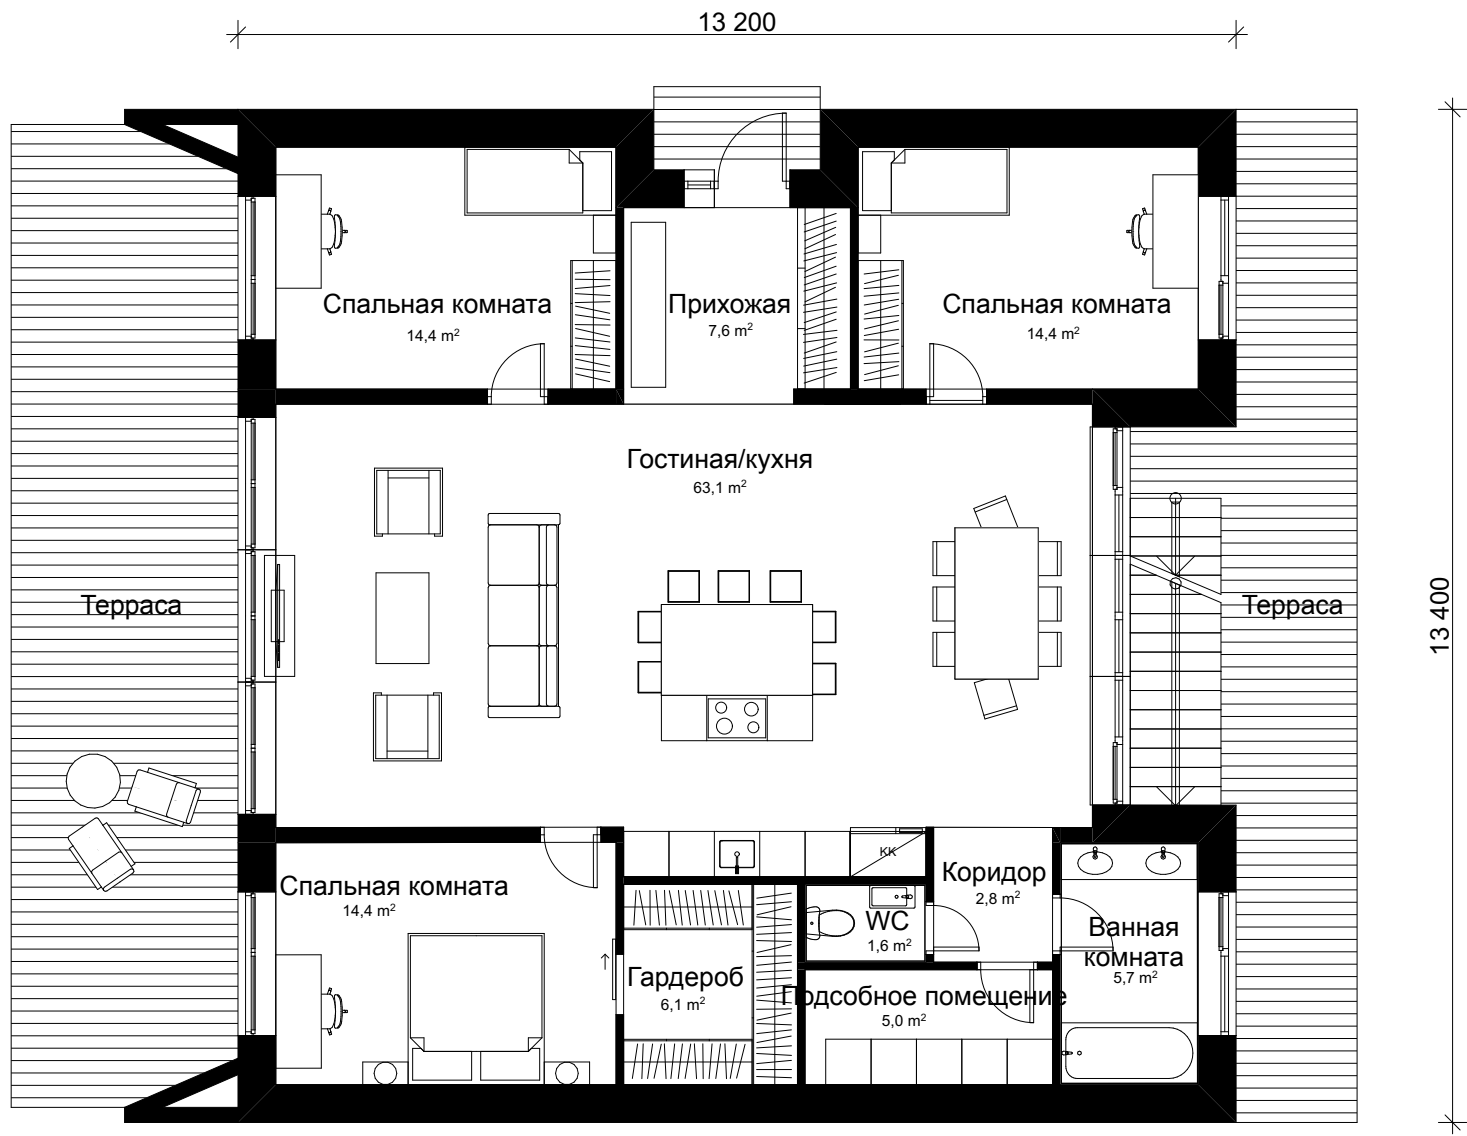 13 200
Спальная комната
14,4 m²
Прихожая
7,6 m²
Спальная комната
14,4 m²
Гостиная/кухня
63,1 m²
Терраса
Терраса
13 400
KK
Спальная комната
14,4 m²
Коридор
2,8 m²
WC
1,6 m²
Ванная
комната
5,7 m²
Гардероб
6,1 m²
Подсобное помещение
5,0 m²